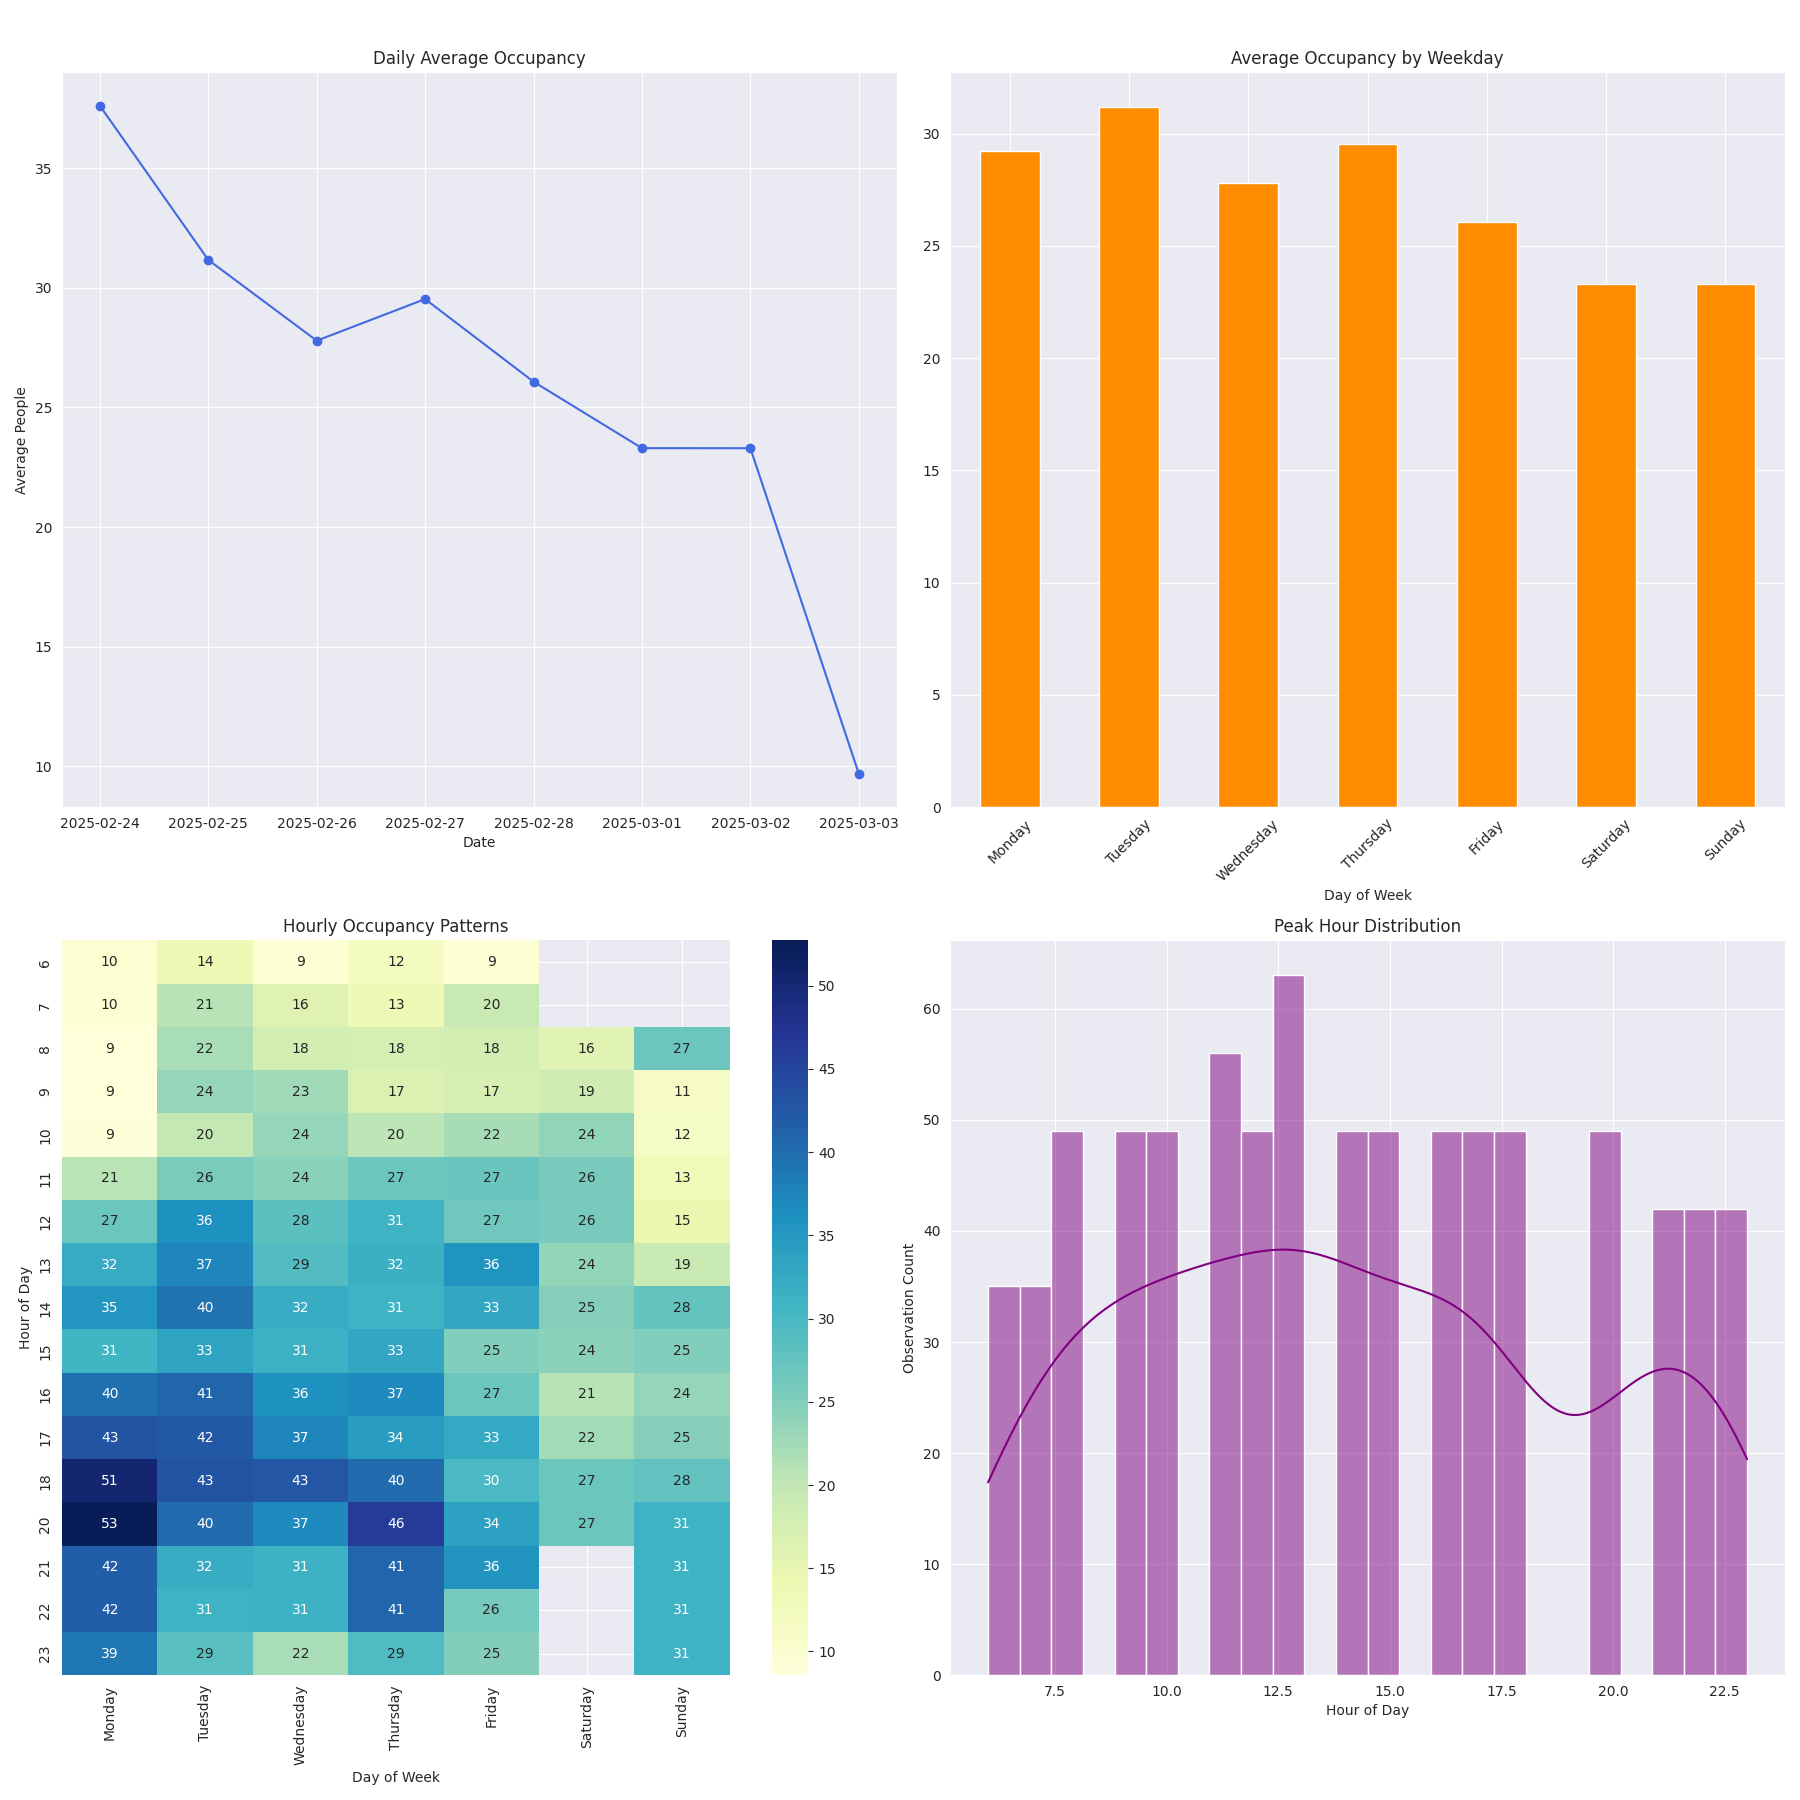 Daily Average Occupancy
Average People
35
30
25
20
15
10
2025-02-24 2025-02-25 2025-02-26 2025-02-27 2025-02-28 2025-03-01 2025-03-02 2025-03-03
Date
Average Occupancy by Weekday
30
25
20
15
10
5
0
Monday Tuesday Wednesday Thursday Friday Saturday Sunday
Day of Week
Hourly Occupancy Patterns
Hour of Day
6 10 14 9 12 9
7 10 21 16 13 20
8 9 22 18 18 18 16 27
9 9 24 23 17 17 19 11
10 9 20 24 20 22 24 12
11 21 26 24 27 27 26 13
12 27 36 28 31 27 26 15
13 32 37 29 32 36 24 19
14 35 40 32 31 33 25 28
15 31 33 31 33 25 24 25
16 40 41 36 37 27 21 24
17 43 42 37 34 33 22 25
18 51 43 43 40 30 27 28
20 53 40 37 46 34 27 31
21 42 32 31 41 36 31
22 42 31 31 41 26 31
23 39 29 22 29 25 31
Monday Tuesday Wednesday Thursday Friday Saturday Sunday
Day of Week
50
45
40
35
30
25
20
15
10
Peak Hour Distribution
Observation Count
60
50
40
30
20
10
0
7.5 10.0 12.5 15.0 17.5 20.0 22.5
Hour of Day